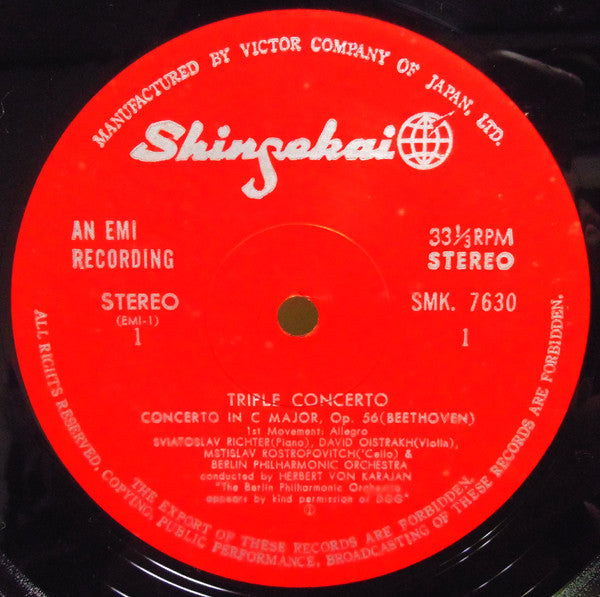 MANUFACTURED BY VICTOR COMPANY OF JAPAN, LTD.
Shinsekai
AN EMI
RECORDING
33⅓RPM
STEREO
STEREO
(EMI-1)
1
SMK. 7630
1
TRIPLE CONCERTO
CONCERTO IN C MAJOR, Op. 56(BEETHOVEN)
1st Movement: Allegro
SVIATOSLAV RICHTER(Piano), DAVID OISTRAKH(Violin),
MSTISLAV ROSTROPOVITCH('Cello) &
BERLIN PHILHARMONIC ORCHESTRA
conducted by HERBERT VON KARAJAN
"The Berlin Philharmonic Orchestra
appears by kind permission of DGG"
Ⓘ
ALL RIGHTS RESERVED. COPYING, PUBLIC PERFORMANCE, BROADCASTING OF THESE RECORDS ARE FORBIDDEN.
THE EXPORT OF THESE RECORDS ARE FORBIDDEN.